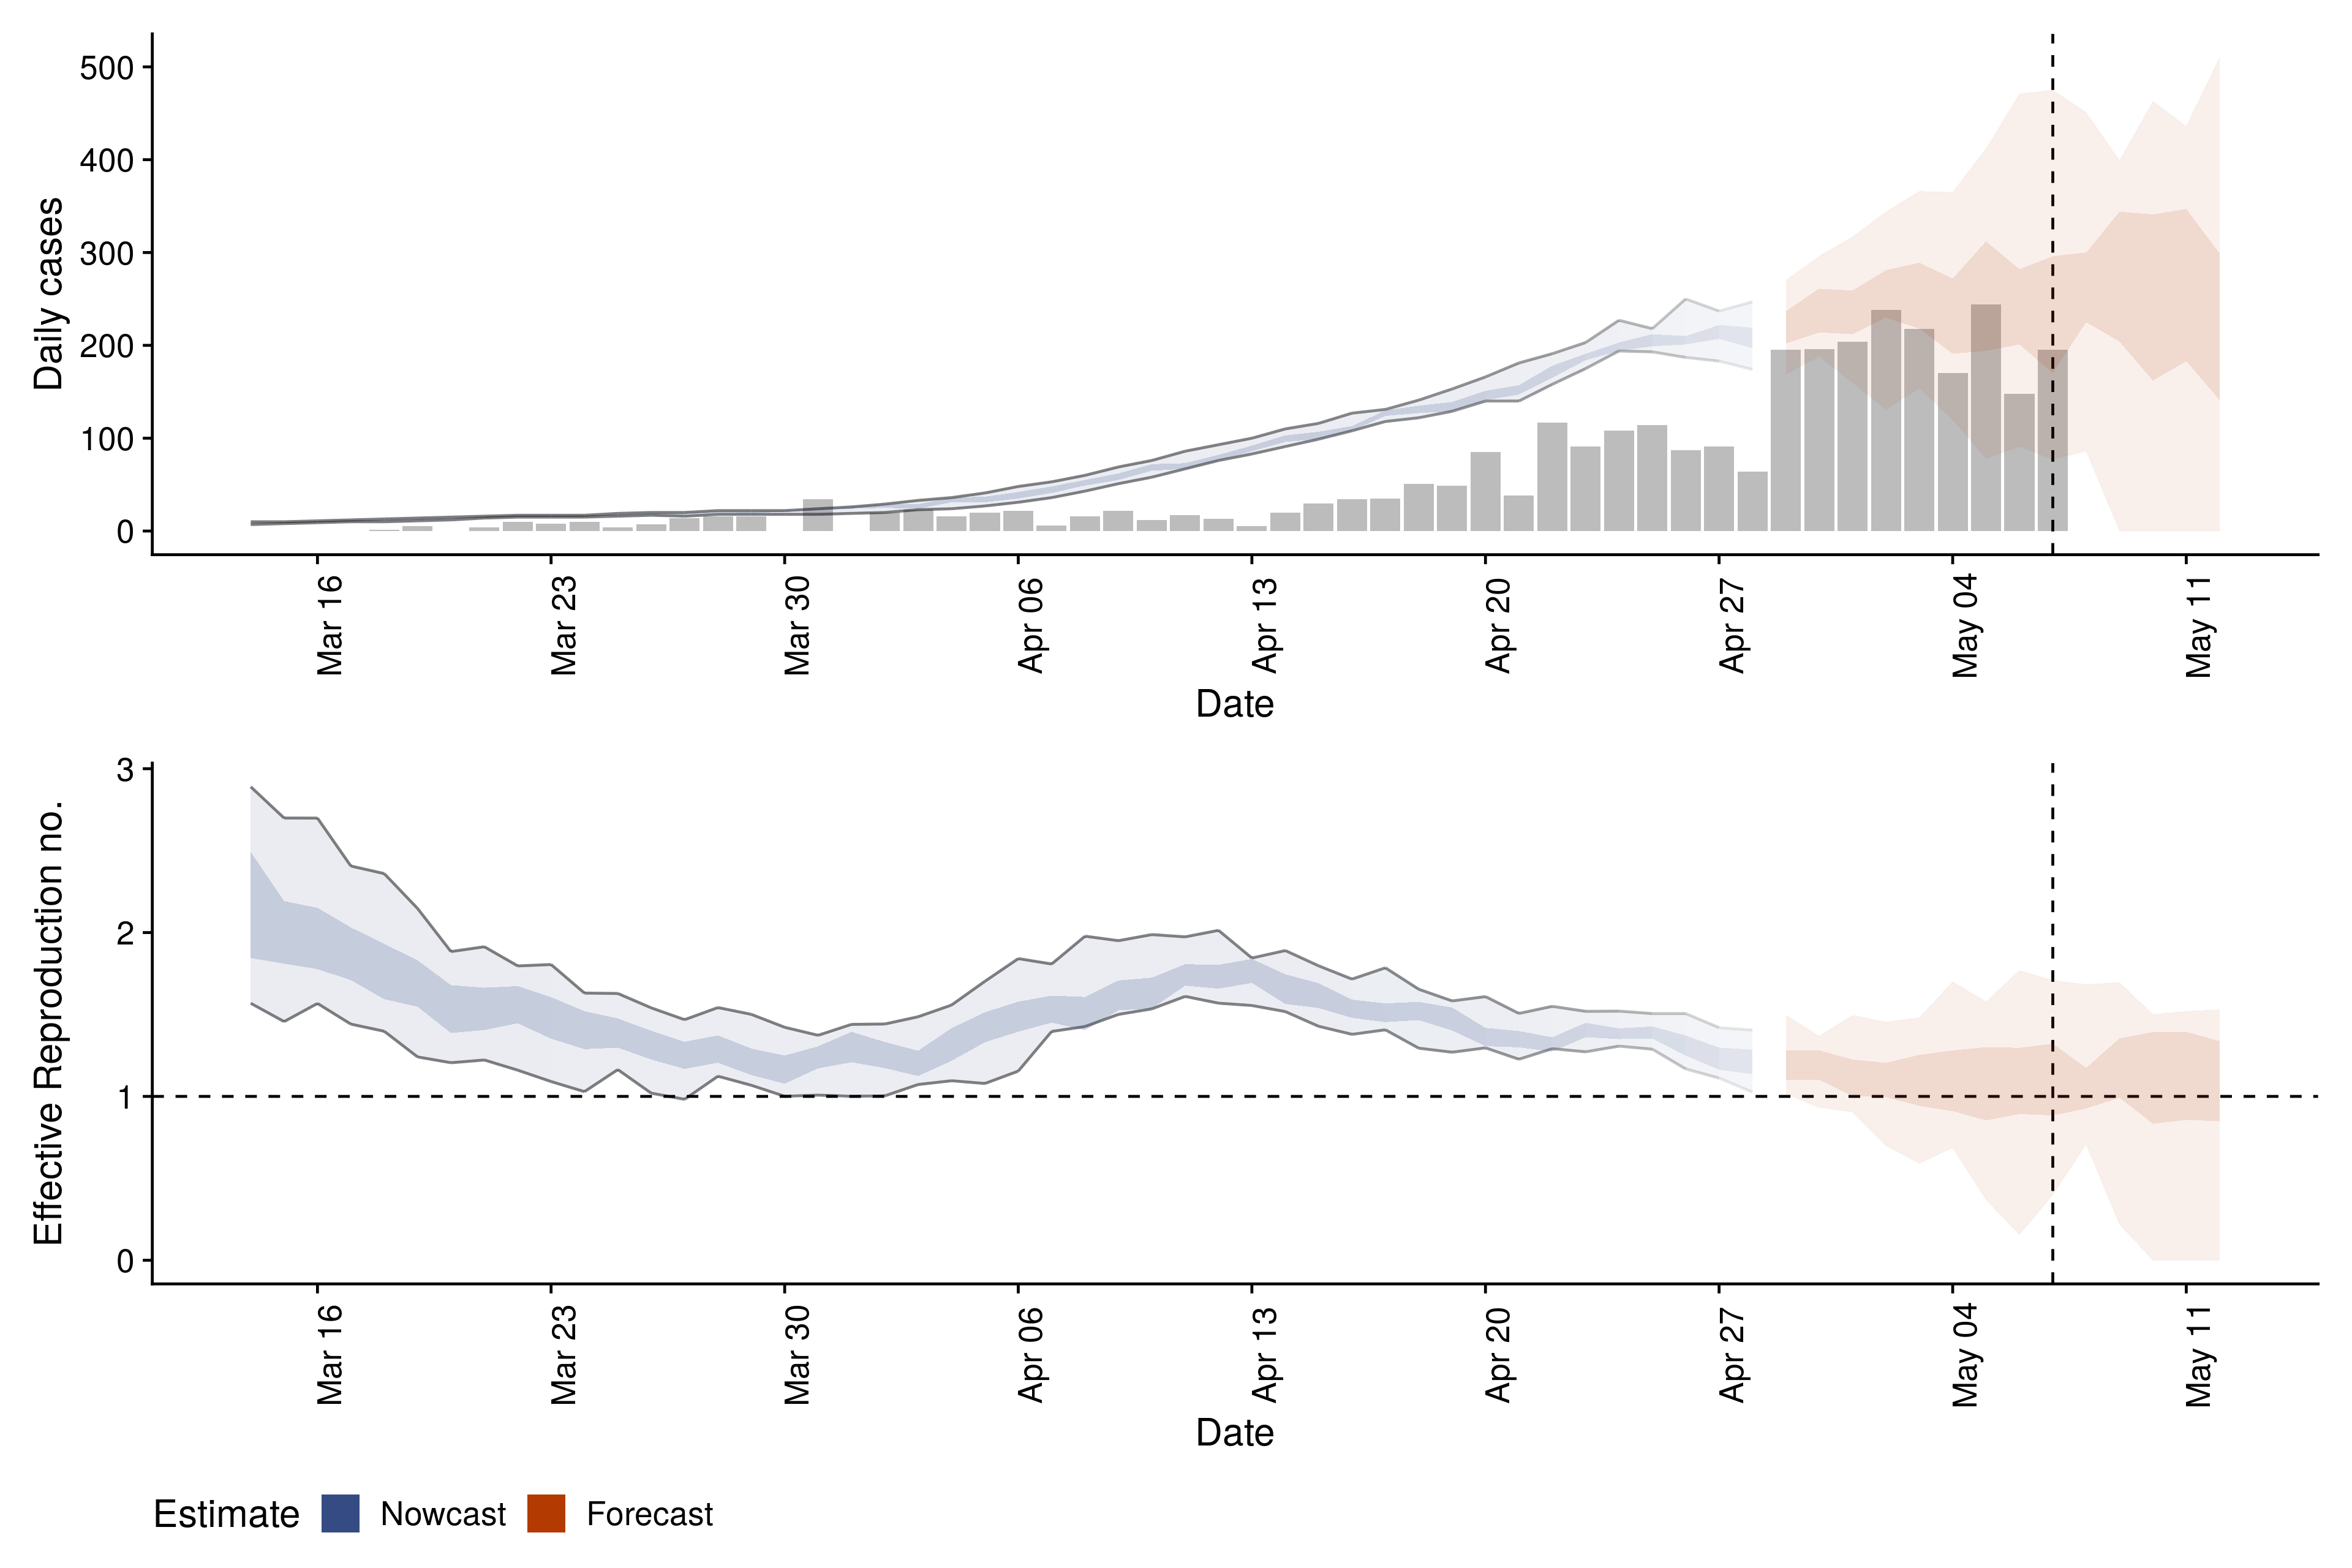 Daily cases
500
400
300
200
100
0
Mar 16
Mar 23
Mar 30
Apr 06
Apr 13
Apr 20
Apr 27
May 04
May 11
Date
Effective Reproduction no.
3
2
1
0
Mar 16
Mar 23
Mar 30
Apr 06
Apr 13
Apr 20
Apr 27
May 04
May 11
Date
Estimate Nowcast Forecast